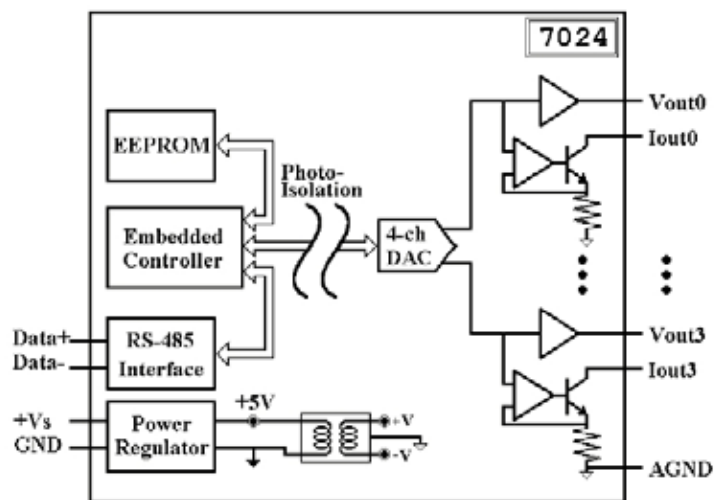 7024
Vout0
Iout0
EEPROM
Photo-
Isolation
Embedded
Controller
4-ch
DAC
Data+
Data-
RS-485
Interface
Vout3
Iout3
+Vs
GND
Power
Regulator
+5V
+V
-V
AGND